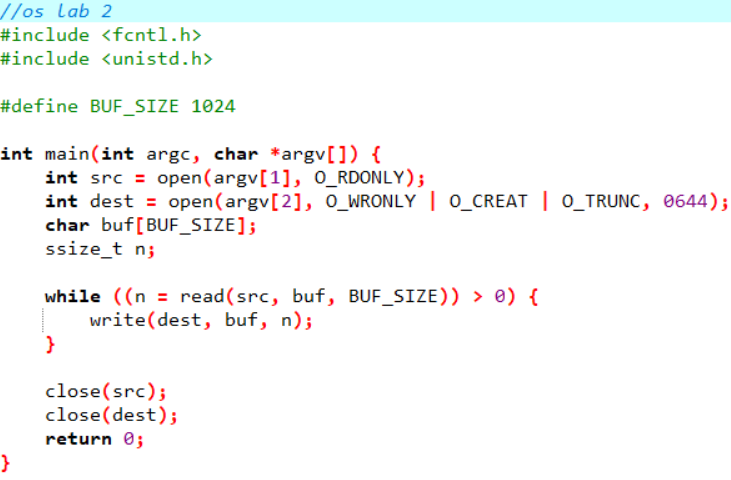 //os lab 2
#include <fcntl.h>
#include <unistd.h>

#define BUF_SIZE 1024

int main(int argc, char *argv[]) {
    int src = open(argv[1], O_RDONLY);
    int dest = open(argv[2], O_WRONLY | O_CREAT | O_TRUNC, 0644);
    char buf[BUF_SIZE];
    ssize_t n;

    while ((n = read(src, buf, BUF_SIZE)) > 0) {
        write(dest, buf, n);
    }

    close(src);
    close(dest);
    return 0;
}